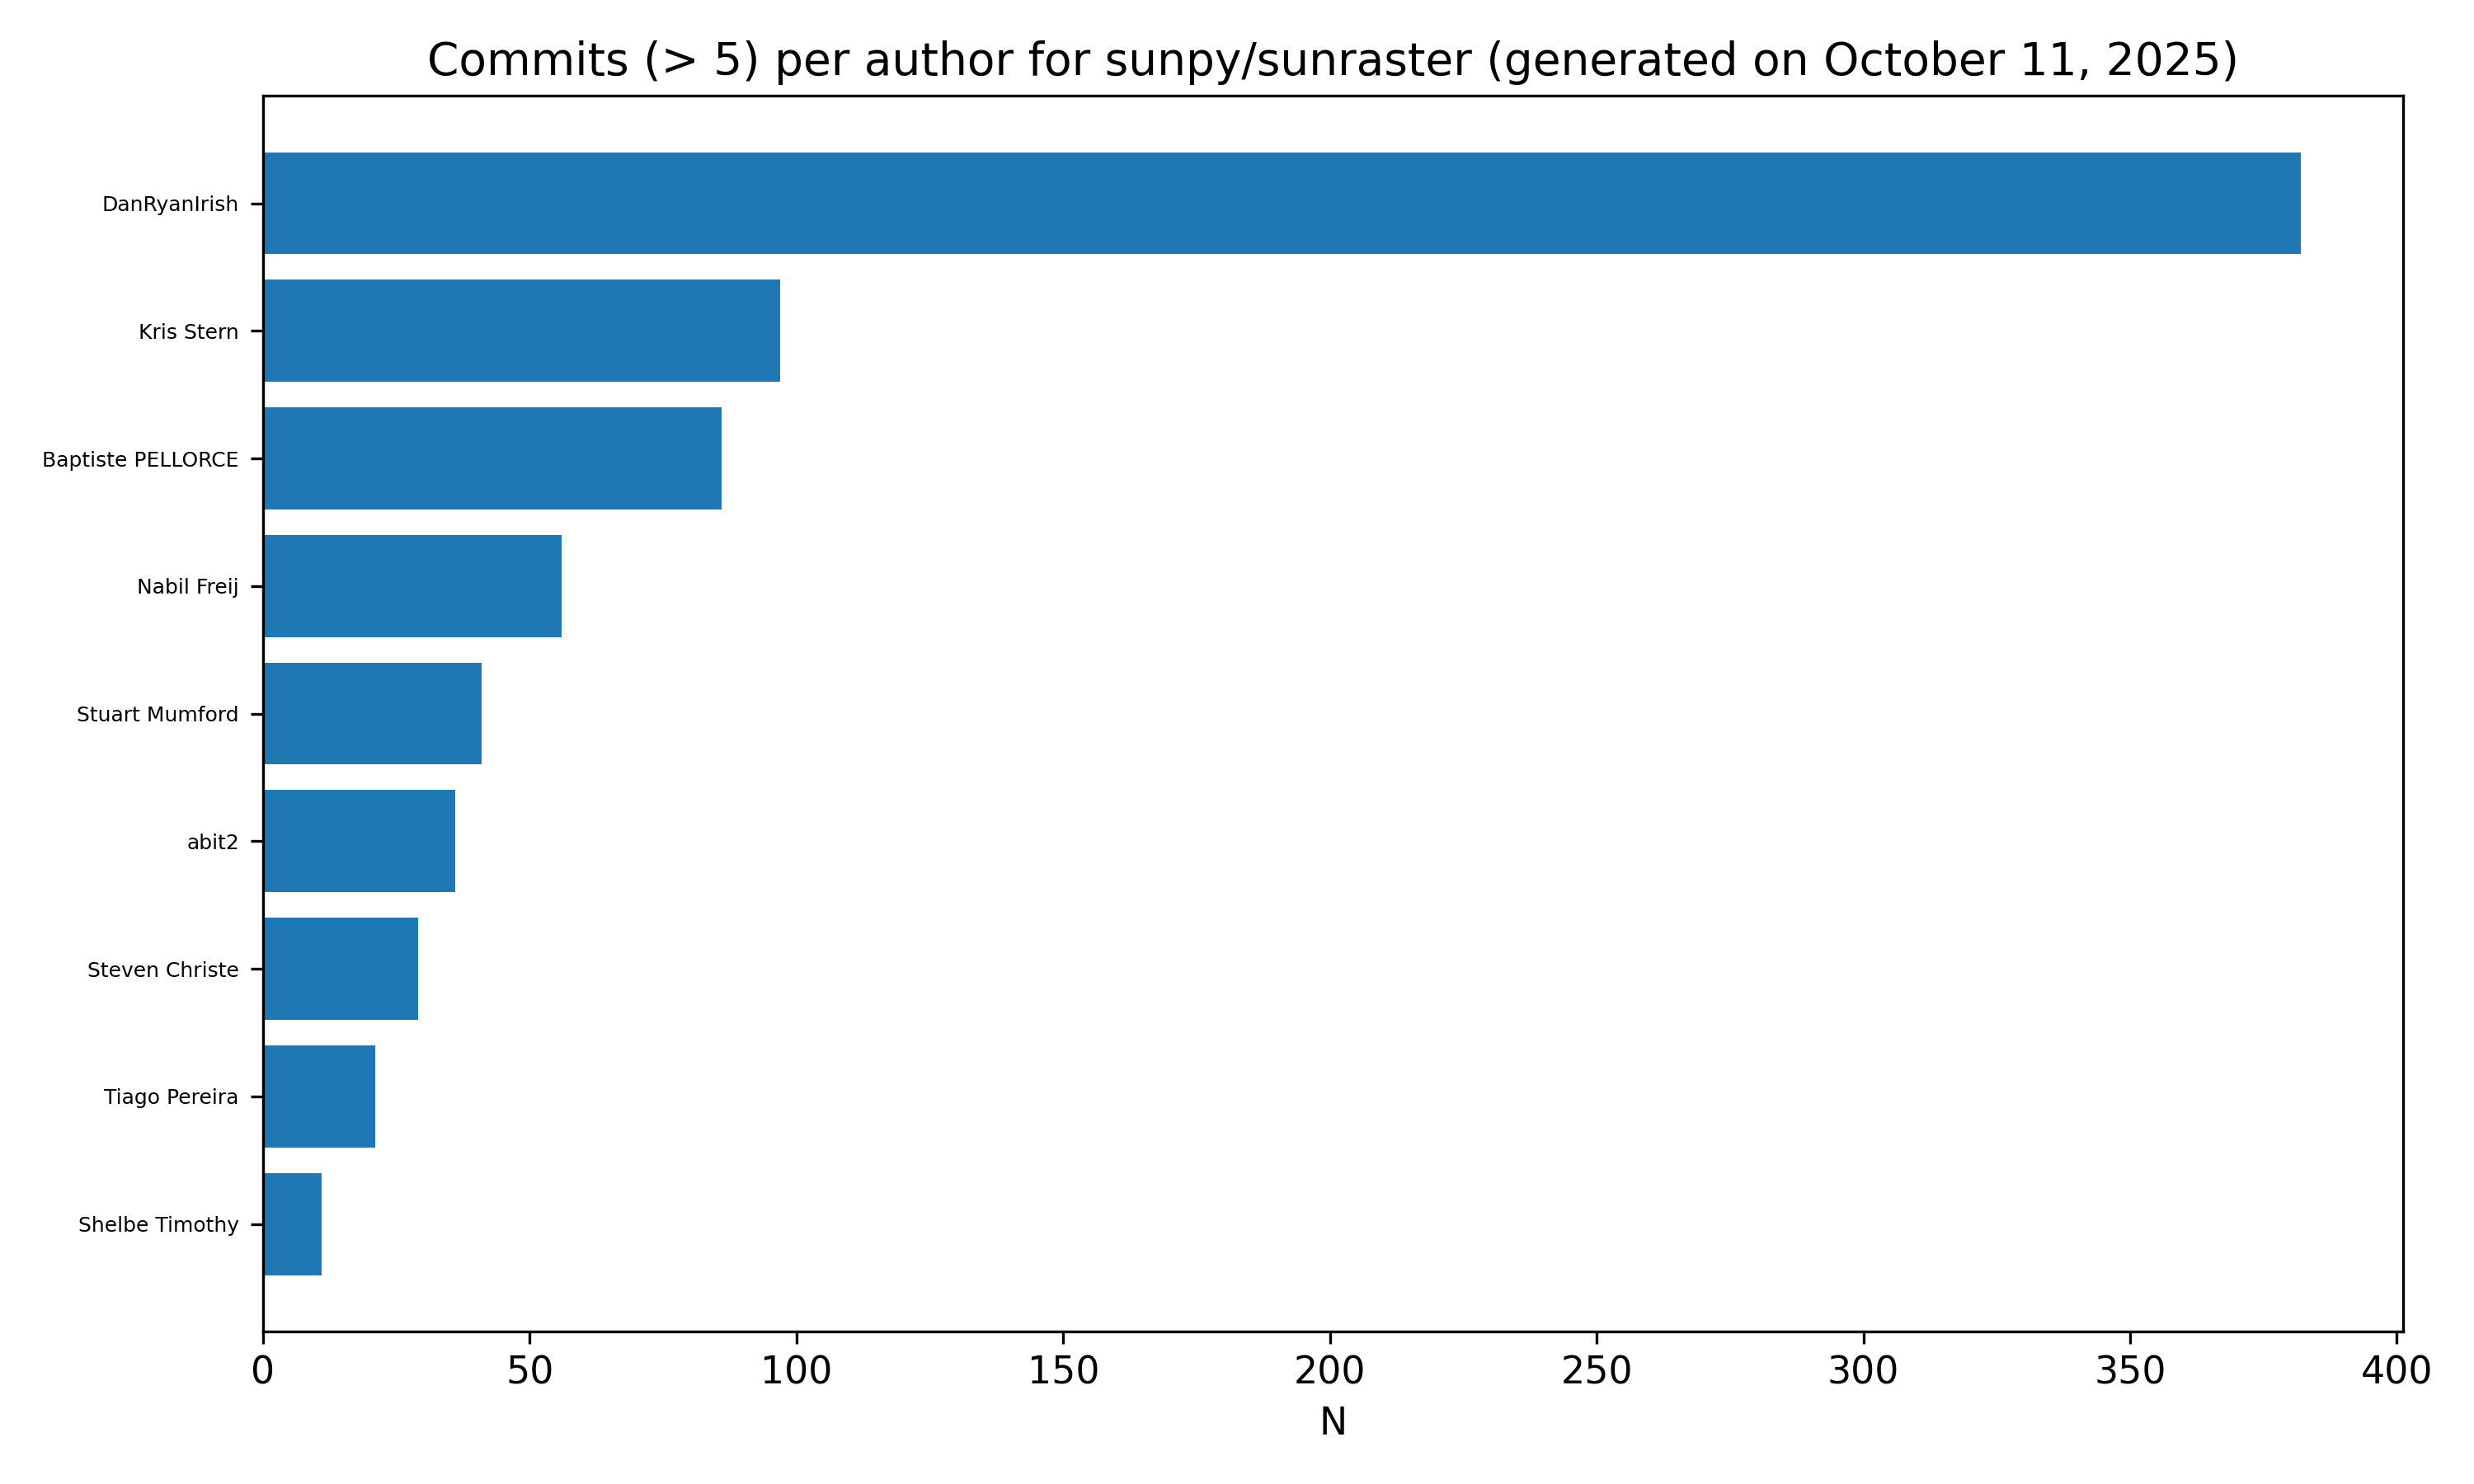 Commits (> 5) per author for sunpy/sunraster (generated on October 11, 2025)
DanRyanIrish
Kris Stern
Baptiste PELLORCE
Nabil Freij
Stuart Mumford
abit2
Steven Christe
Tiago Pereira
Shelbe Timothy
0 50 100 150 200 250 300 350 400
N